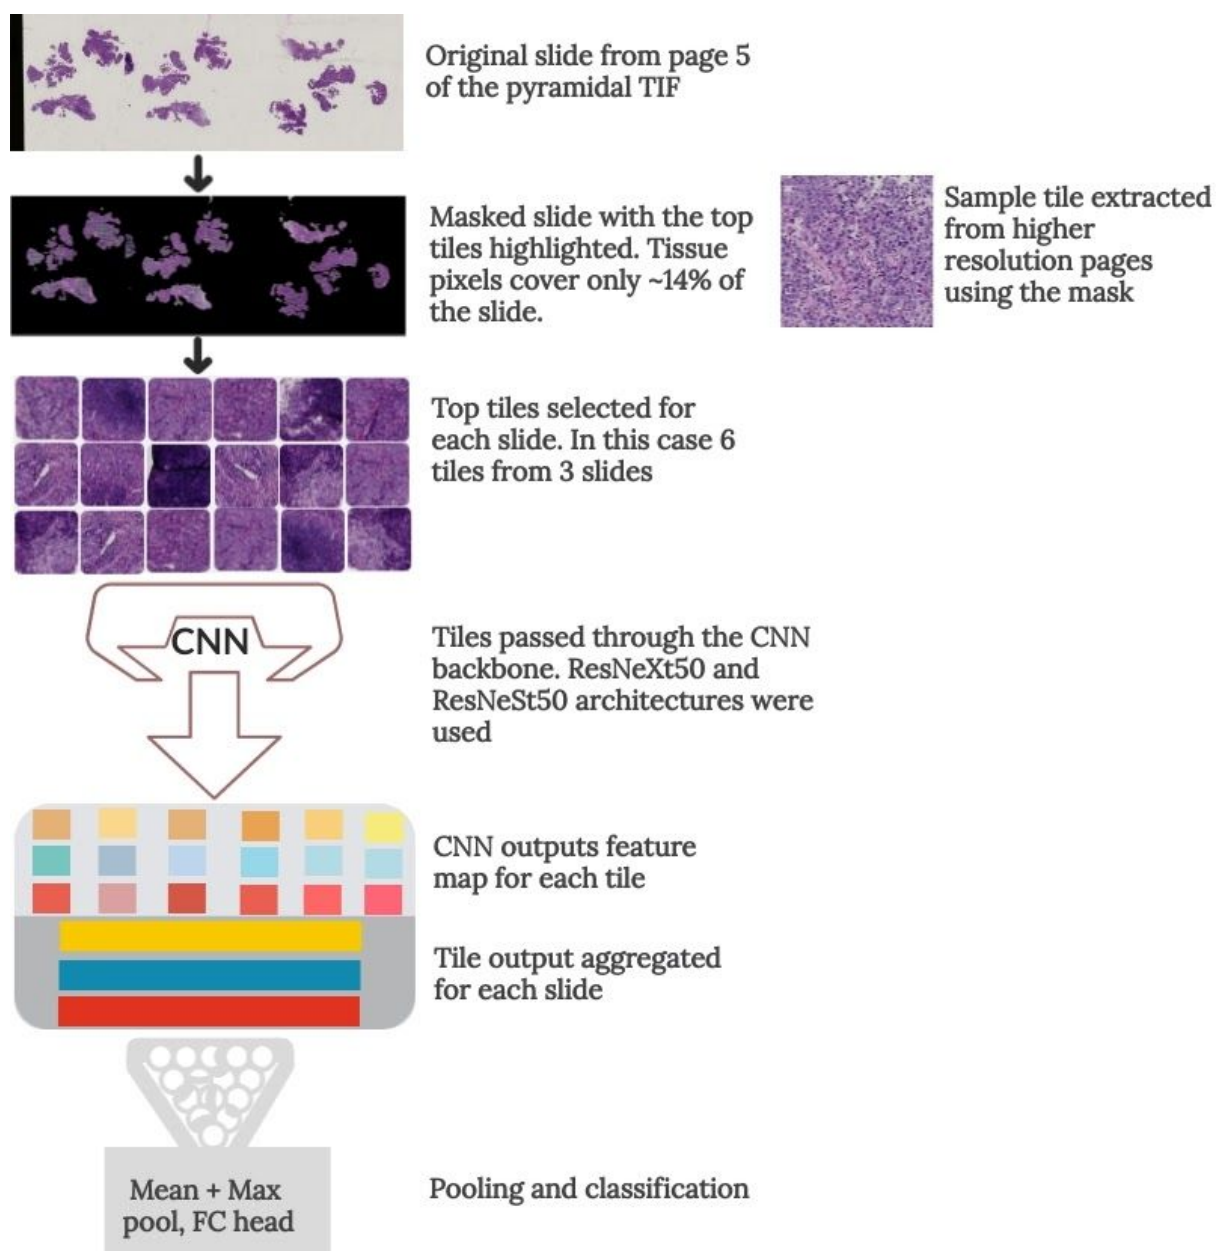 Original slide from page 5
of the pyramidal TIF
Masked slide with the top
tiles highlighted. Tissue
pixels cover only ~14% of
the slide.
Sample tile extracted
from higher
resolution pages
using the mask
Top tiles selected for
each slide. In this case 6
tiles from 3 slides
CNN
Tiles passed through the CNN
backbone. ResNeXt50 and
ResNeSt50 architectures were
used
CNN outputs feature
map for each tile
Tile output aggregated
for each slide
Mean + Max
pool, FC head
Pooling and classification